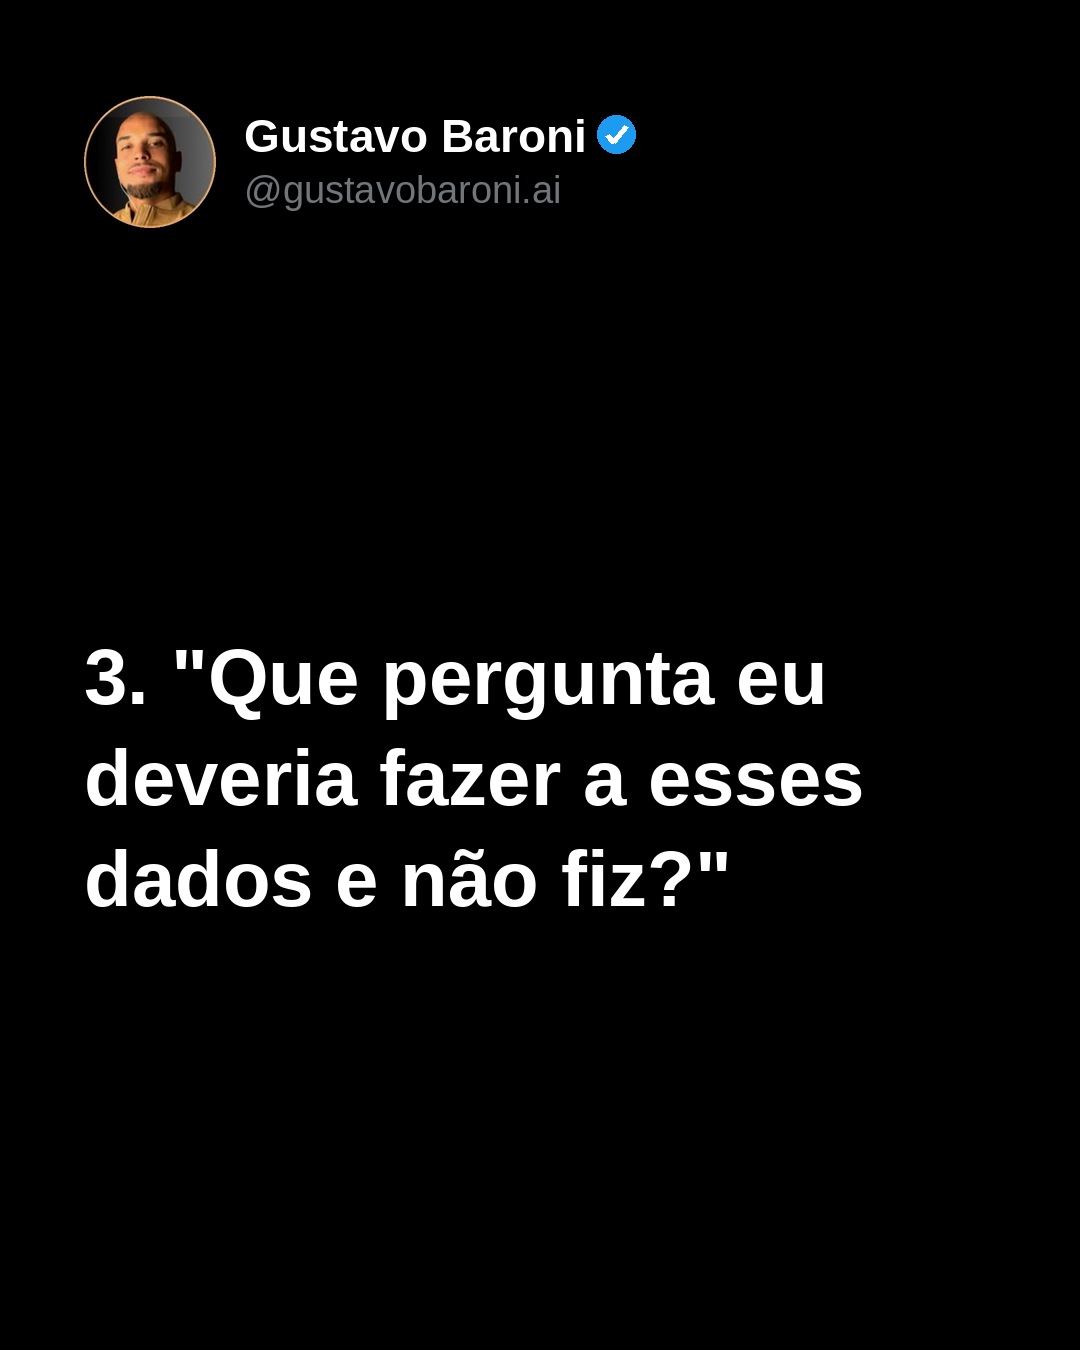 Gustavo Baroni
@gustavobaroni.ai
3. "Que pergunta eu
deveria fazer a esses
dados e não fiz?"